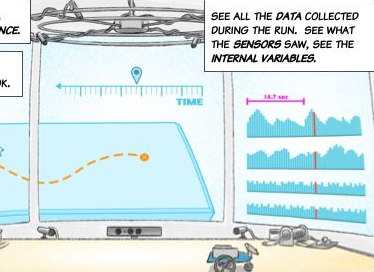 NCE.
OK.
SEE ALL THE DATA COLLECTED
DURING THE RUN. SEE WHAT
THE SENSORS SAW, SEE THE
INTERNAL VARIABLES.
TIME
14.7 sec